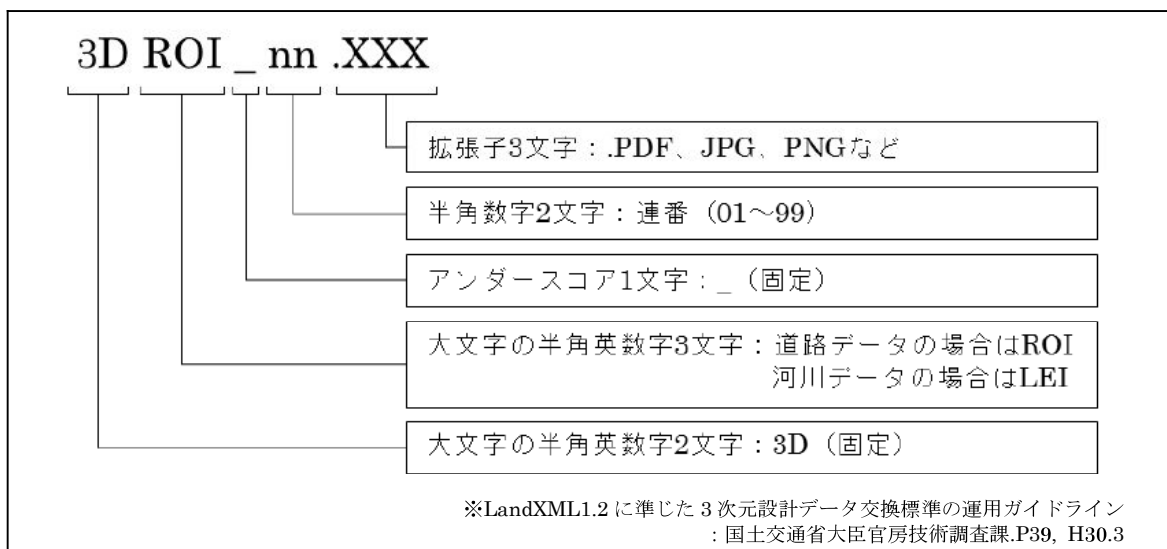 3D ROI _ nn .XXX
拡張子3文字：.PDF、JPG、PNGなど
半角数字2文字：連番（01～99）
アンダースコア1文字：_（固定）
大文字の半角英数字3文字：道路データの場合はROI
河川データの場合はLEI
大文字の半角英数字2文字：3D（固定）
※LandXML1.2 に準じた 3 次元設計データ交換標準の運用ガイドライン
：国土交通省大臣官房技術調査課.P39, H30.3